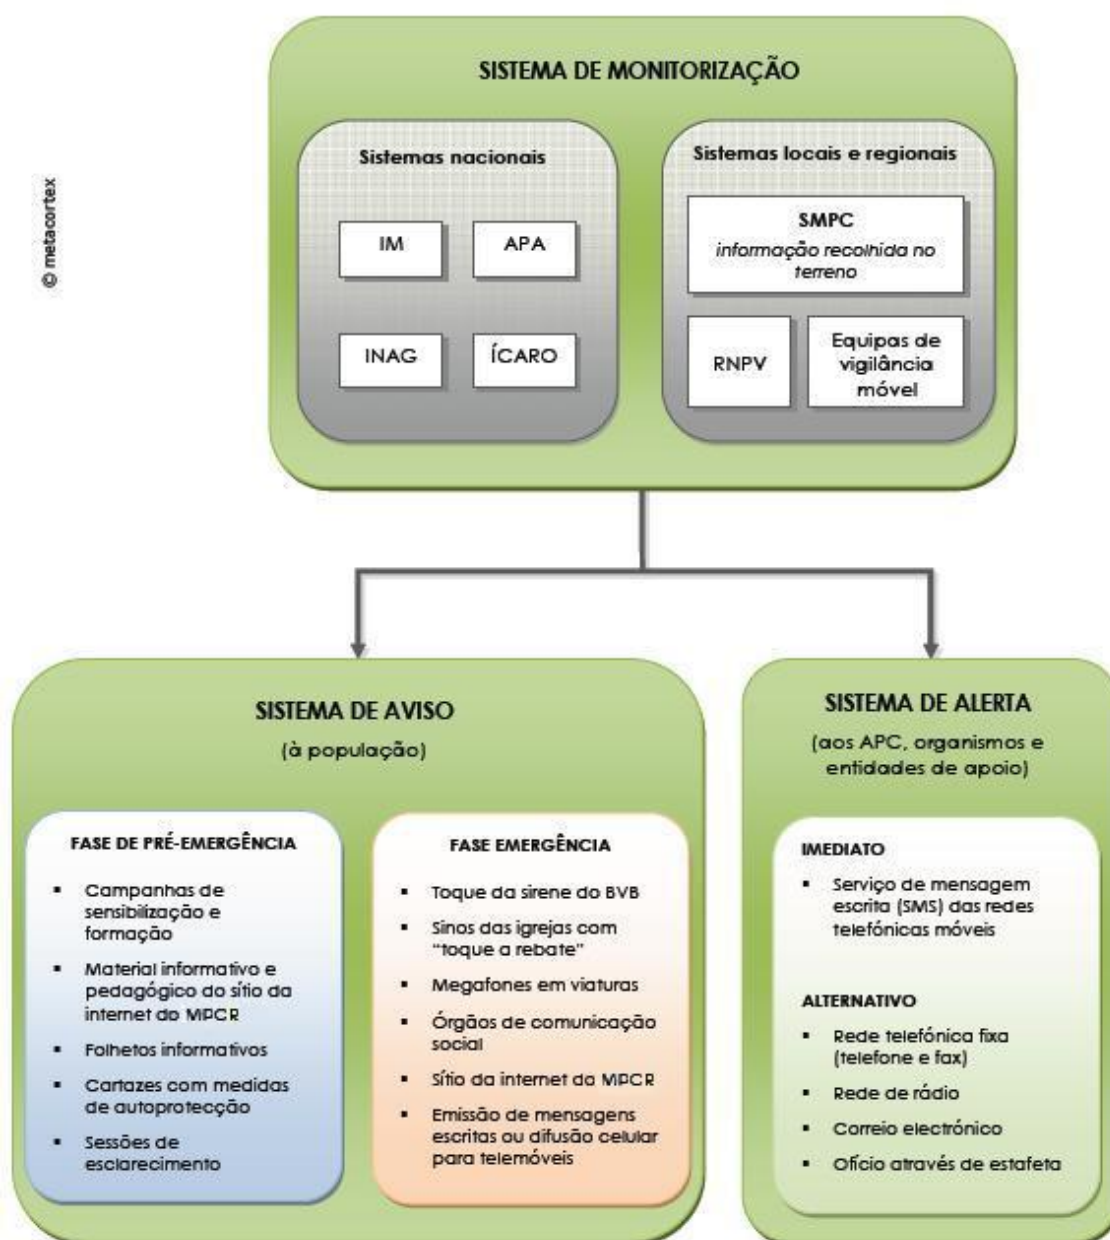 SISTEMA DE MONITORIZAÇÃO
Sistemas nacionais
IM
APA
INAG
ÍCARO
Sistemas locais e regionais
SMPC
informação recolhida no
terreno
RNPV
Equipas de
vigilância
móvel
© metacortex
SISTEMA DE AVISO
(à população)
FASE DE PRÉ-EMERGÊNCIA
▪ Campanhas de
sensibilização e
formação
▪ Material informativo e
pedagógico do sítio da
internet do MPCR
▪ Folhetos informativos
▪ Cartazes com medidas
de autoprotecção
▪ Sessões de
esclarecimento
FASE EMERGÊNCIA
▪ Toque da sirene do BVB
▪ Sinos das igrejas com
“toque a rebate”
▪ Megafones em viaturas
▪ Órgãos de comunicação
social
▪ Sítio da internet do MPCR
▪ Emissão de mensagens
escritas ou difusão celular
para telemóveis
SISTEMA DE ALERTA
(aos APC, organismos e
entidades de apoio)
IMEDIATO
▪ Serviço de mensagem
escrita (SMS) das redes
telefónicas móveis
ALTERNATIVO
▪ Rede telefónica fixa
(telefone e fax)
▪ Rede de rádio
▪ Correio electrónico
▪ Ofício através de estafeta